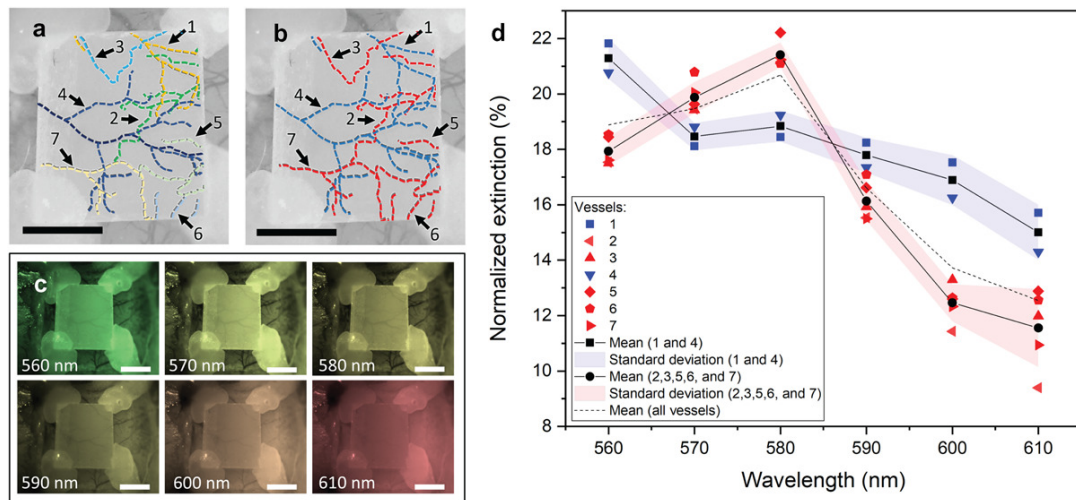 a
1
3
4
2
5
7
6
b
1
3
4
2
5
7
6
c
560 nm
570 nm
580 nm
590 nm
600 nm
610 nm
d
Normalized extinction (%)
22
20
18
16
14
12
10
8
Vessels:
1
2
3
4
5
6
7
Mean (1 and 4)
Standard deviation (1 and 4)
Mean (2,3,5,6, and 7)
Standard deviation (2,3,5,6, and 7)
Mean (all vessels)
560 570 580 590 600 610
Wavelength (nm)